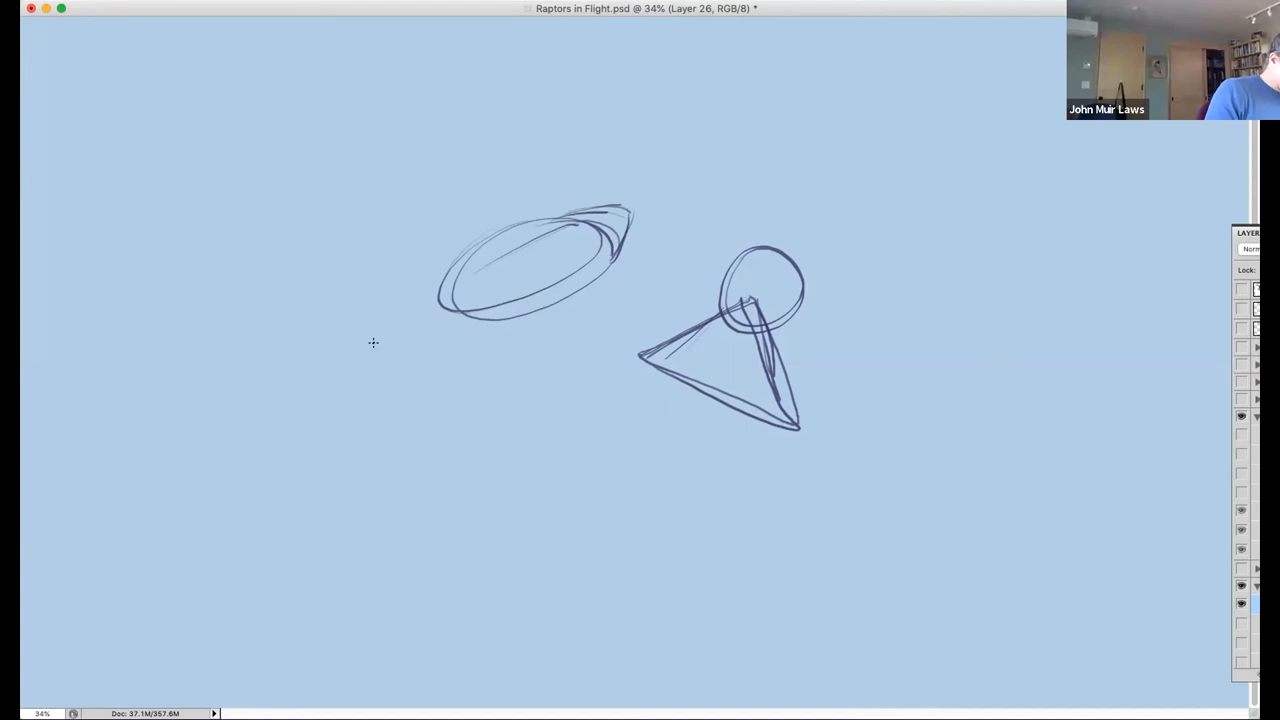 Raptors in Flight.psd @ 34% (Layer 26, RGB/8) *
John Muir Laws
LAYER
Norm
Lock:
34%
Doc: 37.1M/357.6M